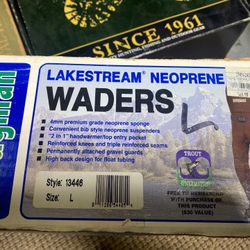 SINCE 1961
LAKESTREAM® NEOPRENE
WADERS
L
4mm premium grade neoprene sponge
Convenient bib style neoprene suspenders
"2 in 1" handwarmer/top entry pocket
Reinforced knees and triple reinforced seams
Permanently attached gravel guards
High back design for float tubing
Style: 13446
Size: L
TROUT
UNLIMITED
FREE TU MEMBERSHIP
WITH PURCHASE OF
THIS PRODUCT
($30 VALUE)